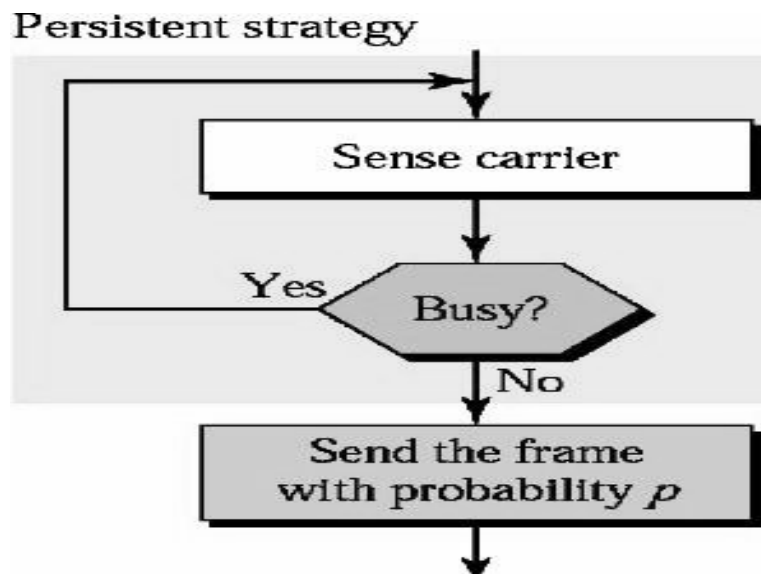 Persistent strategy
Sense carrier
Yes
Busy?
No
Send the frame
with probability p